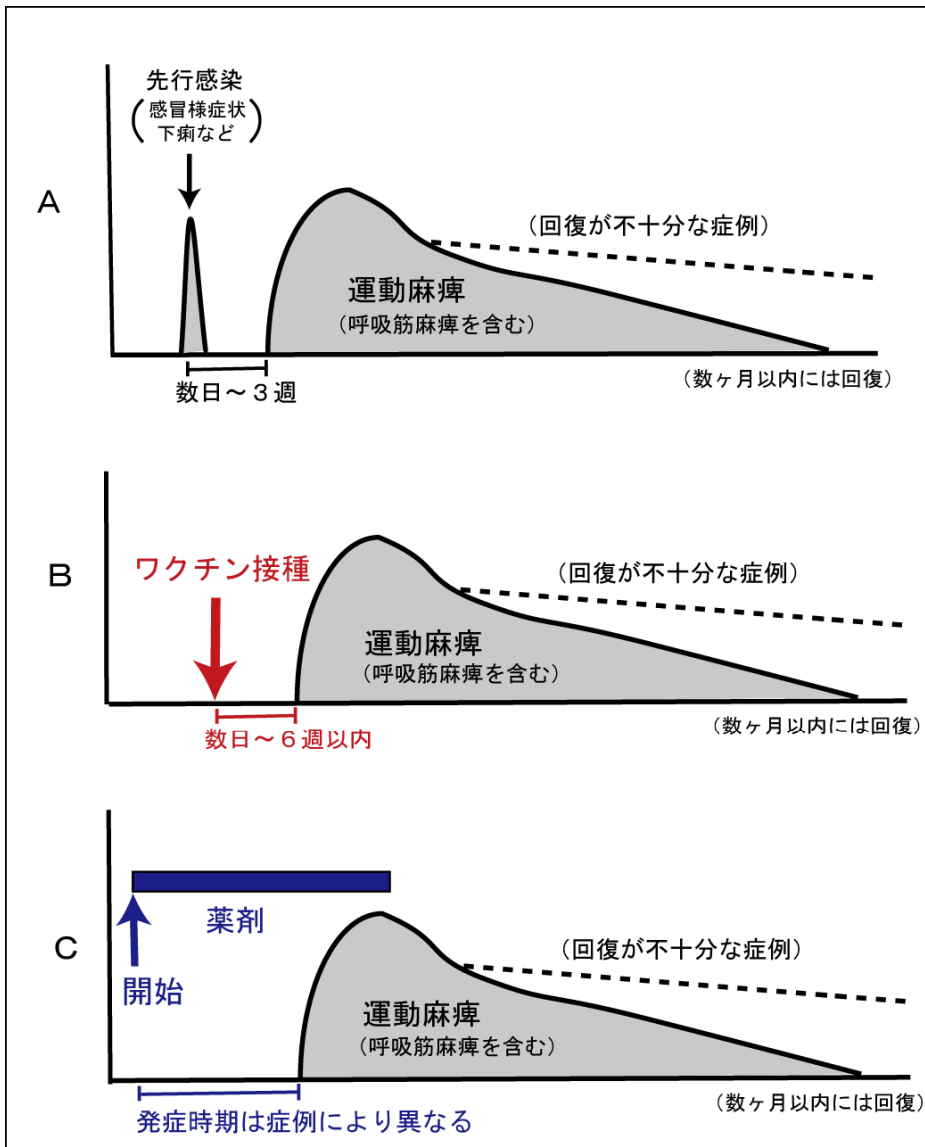 先行感染
(感冒様症状
下痢など)
A
(回復が不十分な症例)
運動麻痺
(呼吸筋麻痺を含む)
数日～３週
(数ヶ月以内には回復)
B
ワクチン接種
(回復が不十分な症例)
運動麻痺
(呼吸筋麻痺を含む)
数日～６週以内
(数ヶ月以内には回復)
C
薬剤
開始
(回復が不十分な症例)
運動麻痺
(呼吸筋麻痺を含む)
発症時期は症例により異なる
(数ヶ月以内には回復)